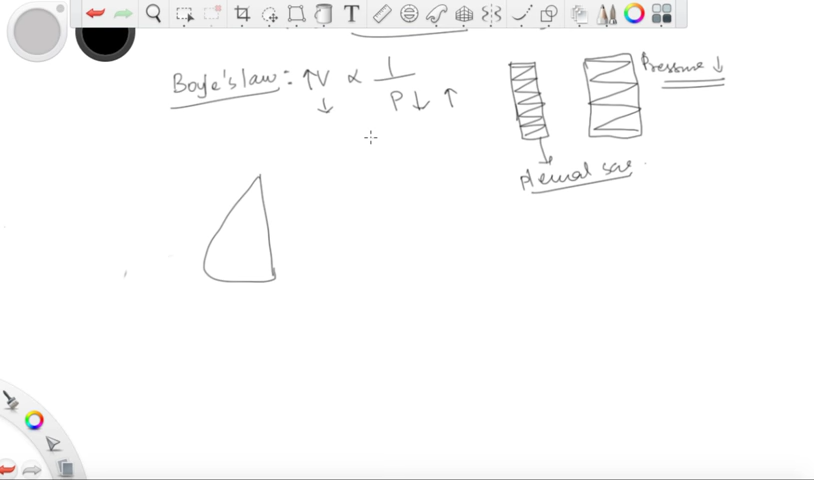 Boyle's law : ↑V ∝ 1 / P ↓ ↑
↓
Pressure ↓
pleural sac